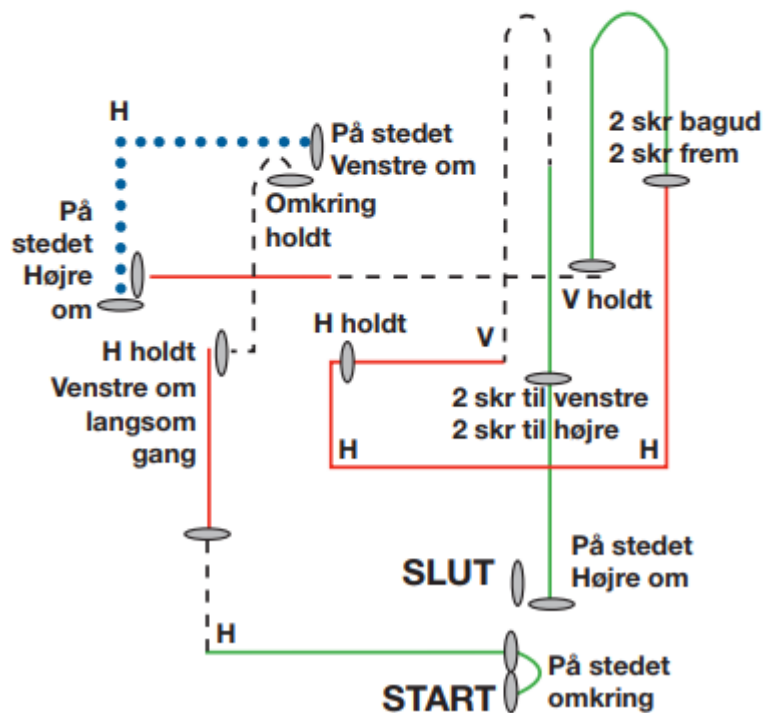 H
På stedet
Venstre om
2 skr bagud
2 skr frem
På
stedet
Højre
om
Omkring
holdt
V holdt
H holdt
V
H holdt
Venstre om
langsom
gang
2 skr til venstre
2 skr til højre
H
H
SLUT
På stedet
Højre om
H
START
På stedet
omkring